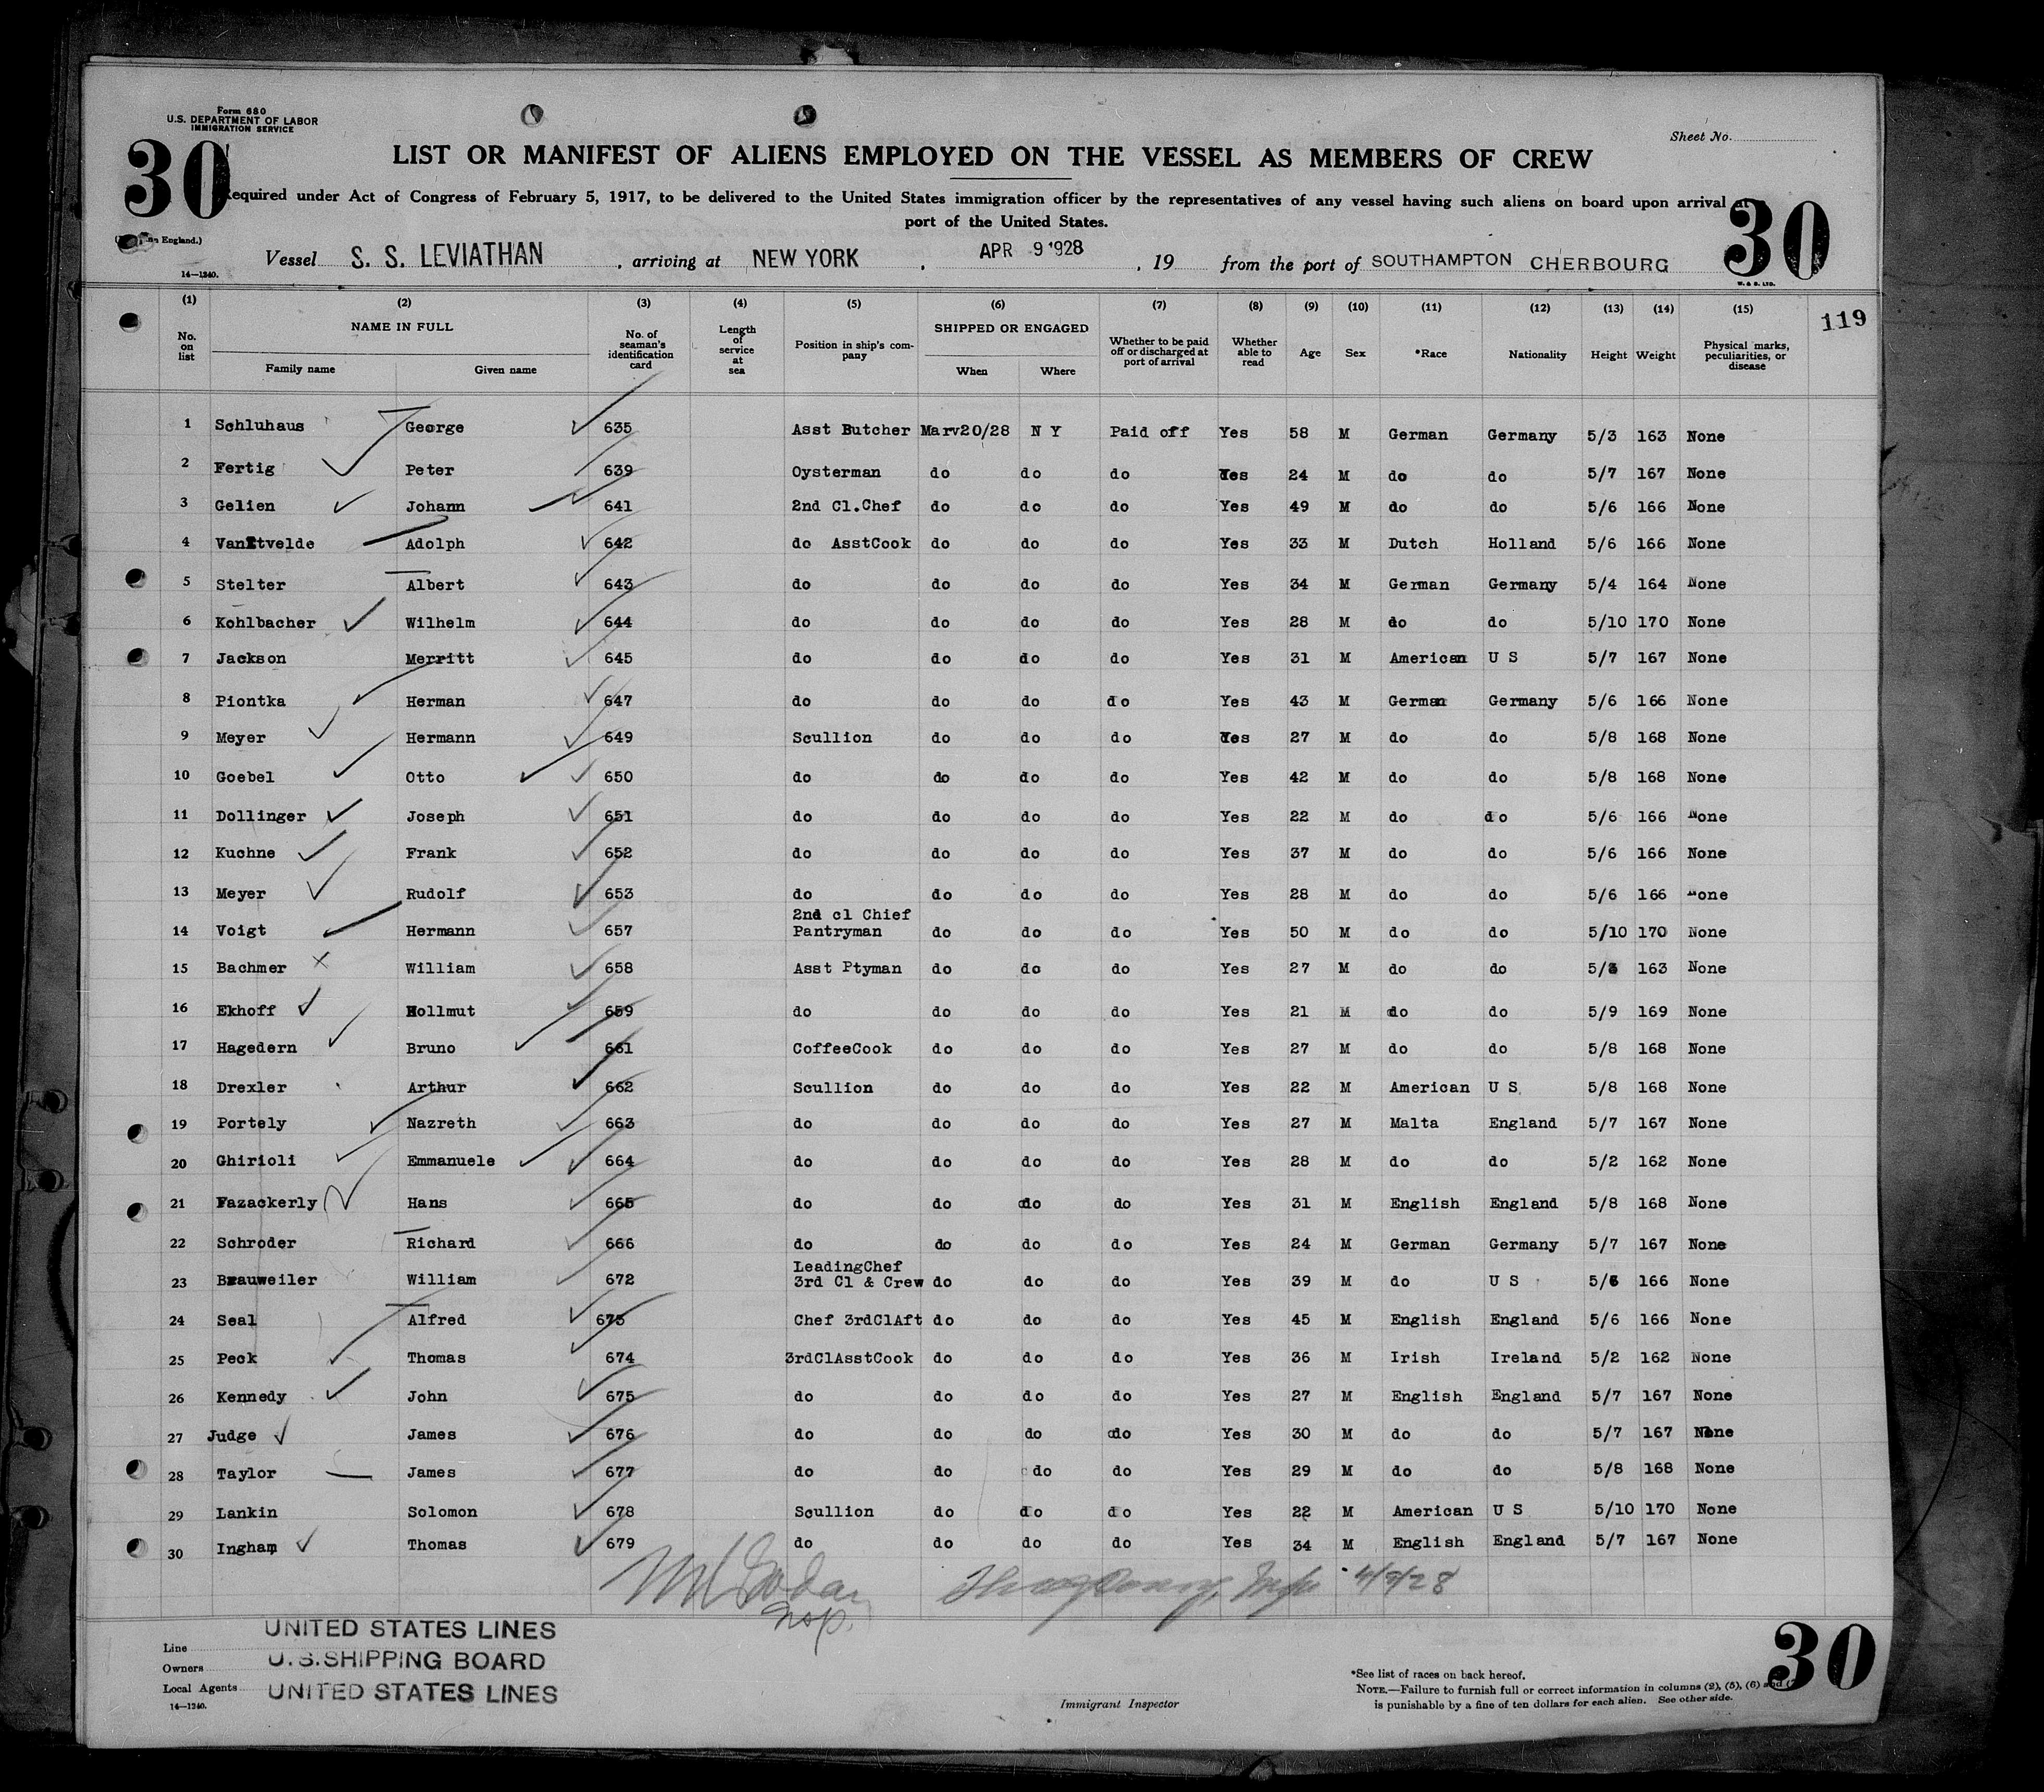 Form 680
U.S. DEPARTMENT OF LABOR
IMMIGRATION SERVICE
Sheet No.
30
LIST OR MANIFEST OF ALIENS EMPLOYED ON THE VESSEL AS MEMBERS OF CREW
Required under Act of Congress of February 5, 1917, to be delivered to the United States immigration officer by the representatives of any vessel having such aliens on board upon arrival at
port of the United States.
30
England.)
Vessel S. S. LEVIATHAN , arriving at NEW YORK , APR 9 1928 , 19 from the port of SOUTHAMPTON CHERBOURG
14—1240.
W. & S. LTD.
(1) (2) (3) (4) (5) (6) (7) (8) (9) (10) (11) (12) (13) (14) (15)
119
No. on list NAME IN FULL Family name Given name No. of seaman's identification card Length of service at sea Position in ship's company SHIPPED OR ENGAGED When Where Whether to be paid off or discharged at port of arrival Whether able to read Age Sex *Race Nationality Height Weight Physical marks, peculiarities, or disease
1 Schluhaus George 635 Asst Butcher Marv20/28 N Y Paid off Yes 58 M German Germany 5/3 163 None
2 Fertig Peter 639 Oysterman do do do Yes 24 M do do 5/7 167 None
3 Gelien Johann 641 2nd Cl.Chef do do do Yes 49 M do do 5/6 166 None
4 VanEtvelde Adolph 642 do AsstCook do do do Yes 33 M Dutch Holland 5/6 166 None
5 Stelter Albert 643 do do do do Yes 34 M German Germany 5/4 164 None
6 Kohlbacher Wilhelm 644 do do do do Yes 28 M do do 5/10 170 None
7 Jackson Merritt 645 do do do do Yes 31 M American U S 5/7 167 None
8 Piontka Herman 647 do do do do Yes 43 M German Germany 5/6 166 None
9 Meyer Hermann 649 Scullion do do do Yes 27 M do do 5/8 168 None
10 Goebel Otto 650 do do do do Yes 42 M do do 5/8 168 None
11 Dollinger Joseph 651 do do do do Yes 22 M do do 5/6 166 None
12 Kuchne Frank 652 do do do do Yes 37 M do do 5/6 166 None
13 Meyer Rudolf 653 do do do do Yes 28 M do do 5/6 166 None
14 Voigt Hermann 657 2nd cl Chief Pantryman do do do Yes 50 M do do 5/10 170 None
15 Bachmer William 658 Asst Ptyman do do do Yes 27 M do do 5/3 163 None
16 Ekhoff Hollmut 659 do do do do Yes 21 M do do 5/9 169 None
17 Hagedern Bruno 661 CoffeeCook do do do Yes 27 M do do 5/8 168 None
18 Drexler Arthur 662 Scullion do do do Yes 22 M American U S 5/8 168 None
19 Portely Nazreth 663 do do do do Yes 27 M Malta England 5/7 167 None
20 Ghirioli Emmanuele 664 do do do do Yes 28 M do do 5/2 162 None
21 Fazackerly Hans 665 do do do do Yes 31 M English England 5/8 168 None
22 Schroder Richard 666 do do do do Yes 24 M German Germany 5/7 167 None
23 Brauweiler William 672 LeadingChef 3rd Cl & Crew do do do Yes 39 M do U S 5/6 166 None
24 Seal Alfred 673 Chef 3rdClAft do do do Yes 45 M English England 5/6 166 None
25 Peck Thomas 674 3rdClAsstCook do do do Yes 36 M Irish Ireland 5/2 162 None
26 Kennedy John 675 do do do do Yes 27 M English England 5/7 167 None
27 Judge James 676 do do do do Yes 30 M do do 5/7 167 None
28 Taylor James 677 do do do do Yes 29 M do do 5/8 168 None
29 Lankin Solomon 678 Scullion do do do Yes 22 M American U S 5/10 170 None
30 Ingham Thomas 679 do do do do Yes 34 M English England 5/7 167 None
Insp. 4/9/28
Line UNITED STATES LINES
Owners U.S. SHIPPING BOARD
Local Agents UNITED STATES LINES
14—1240.
Immigrant Inspector
*See list of races on back hereof.
NOTE.—Failure to furnish full or correct information in columns (2), (5), (6) and (7)
is punishable by a fine of ten dollars for each alien. See other side.
30